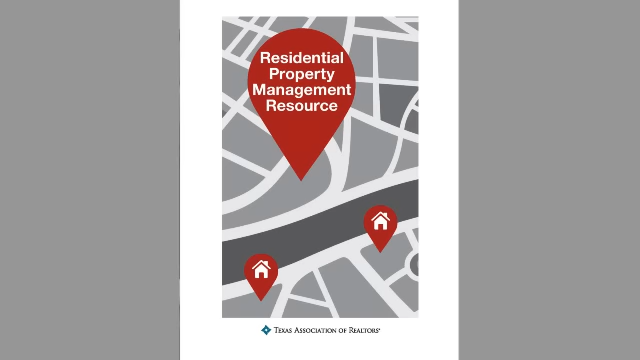 Residential
Property
Management
Resource
TEXAS ASSOCIATION OF REALTORS®